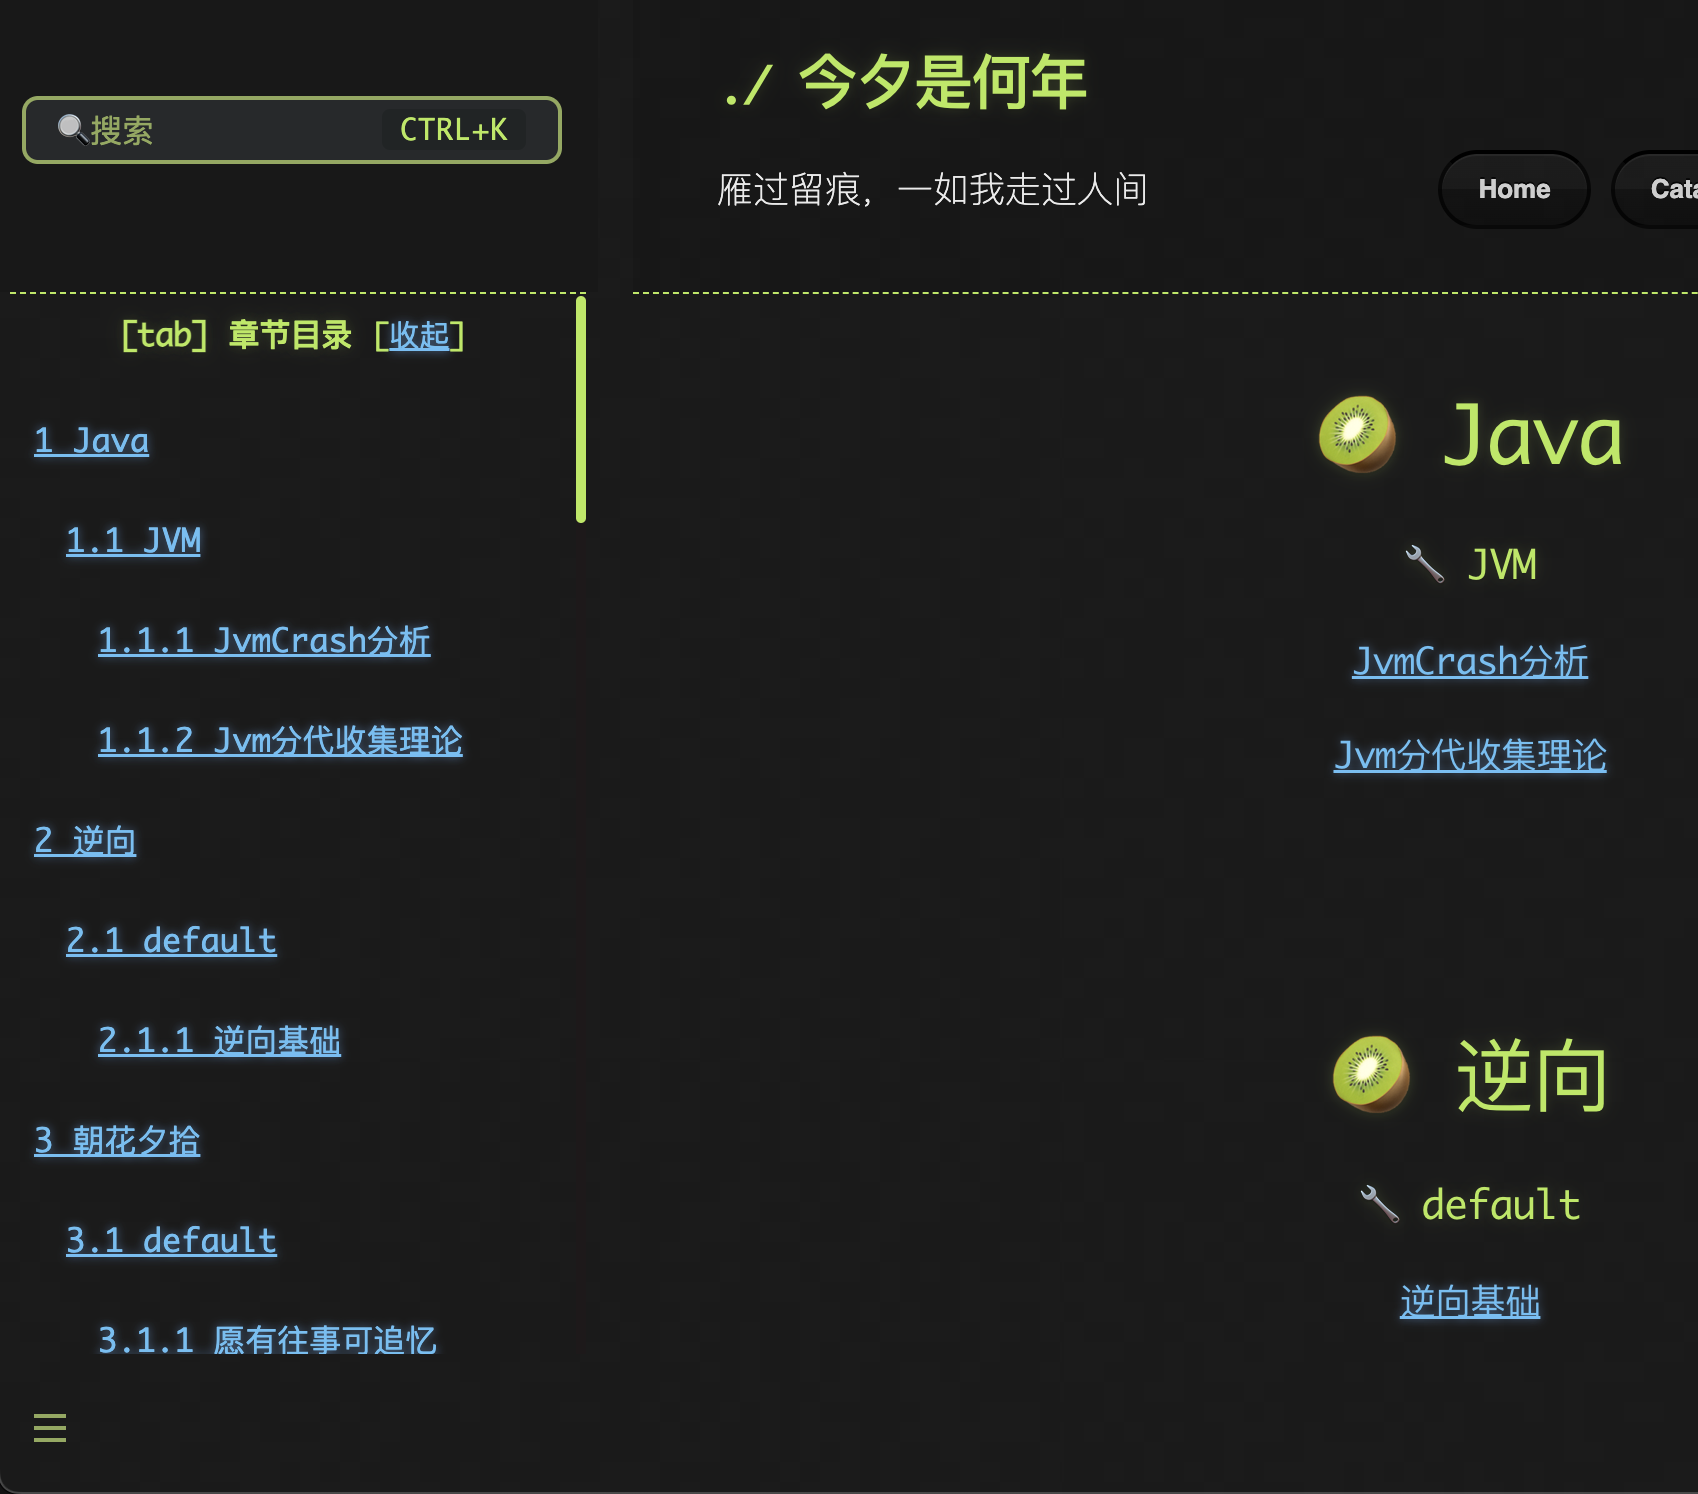 搜索 CTRL+K
[tab] 章节目录 [收起]
1 Java
1.1 JVM
1.1.1 JvmCrash分析
1.1.2 Jvm分代收集理论
2 逆向
2.1 default
2.1.1 逆向基础
3 朝花夕拾
3.1 default
3.1.1 愿有往事可追忆
./ 今夕是何年
雁过留痕，一如我走过人间
Home
Java
JVM
JvmCrash分析
Jvm分代收集理论
逆向
default
逆向基础